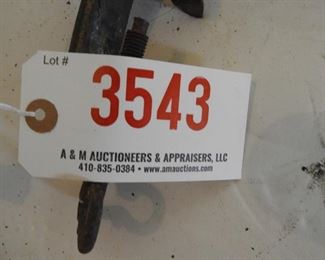 Lot #
3543
A & M AUCTIONEERS & APPRAISERS, LLC
410-835-0384 • www.amauctions.com